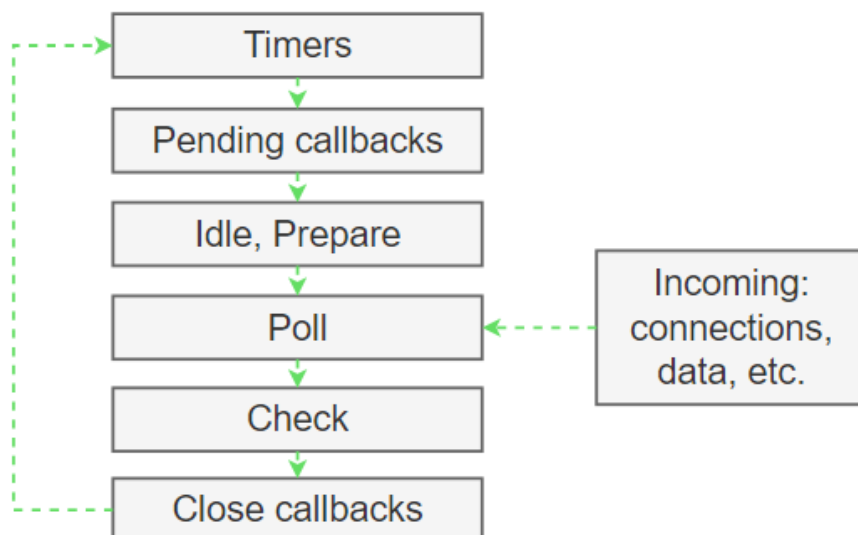 Timers
Pending callbacks
Idle, Prepare
Poll
Incoming:
connections,
data, etc.
Check
Close callbacks